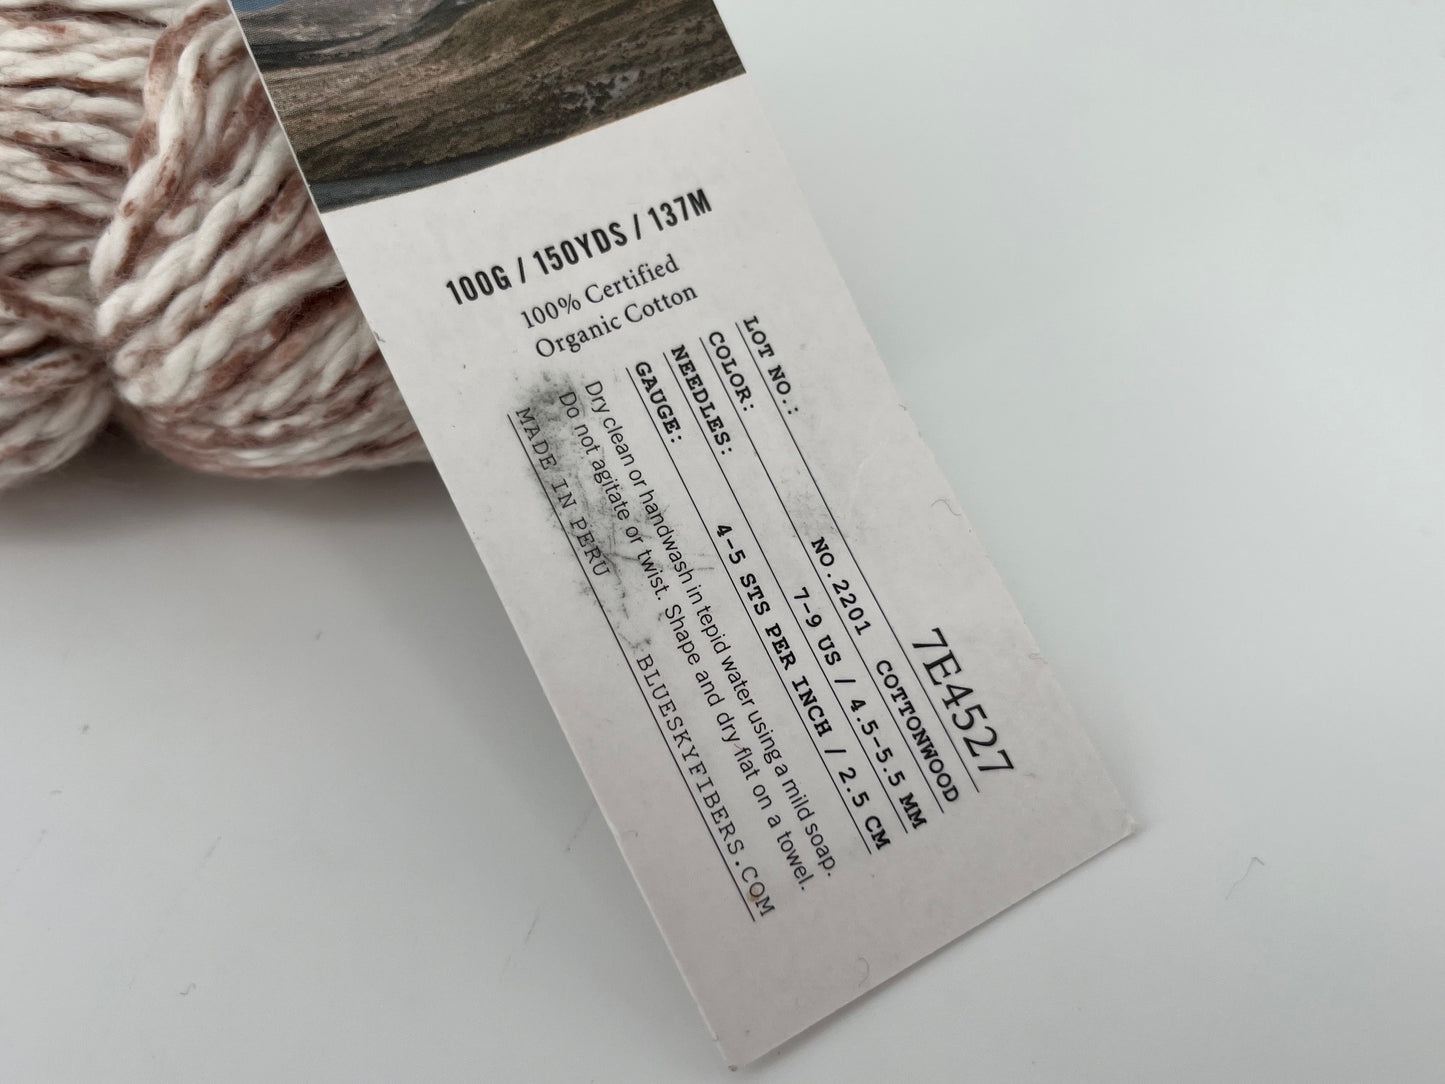 100G / 150YDS / 137M
100% Certified
Organic Cotton
LOT NO.: 7E4527
COLOR: NO.2201 COTTONWOOD
NEEDLES: 7-9 US / 4.5-5.5 MM
GAUGE: 4-5 STS PER INCH / 2.5 CM
Dry clean or handwash in tepid water using a mild soap.
Do not agitate or twist. Shape and dry flat on a towel.
MADE IN PERU BLUESKYFIBERS.COM